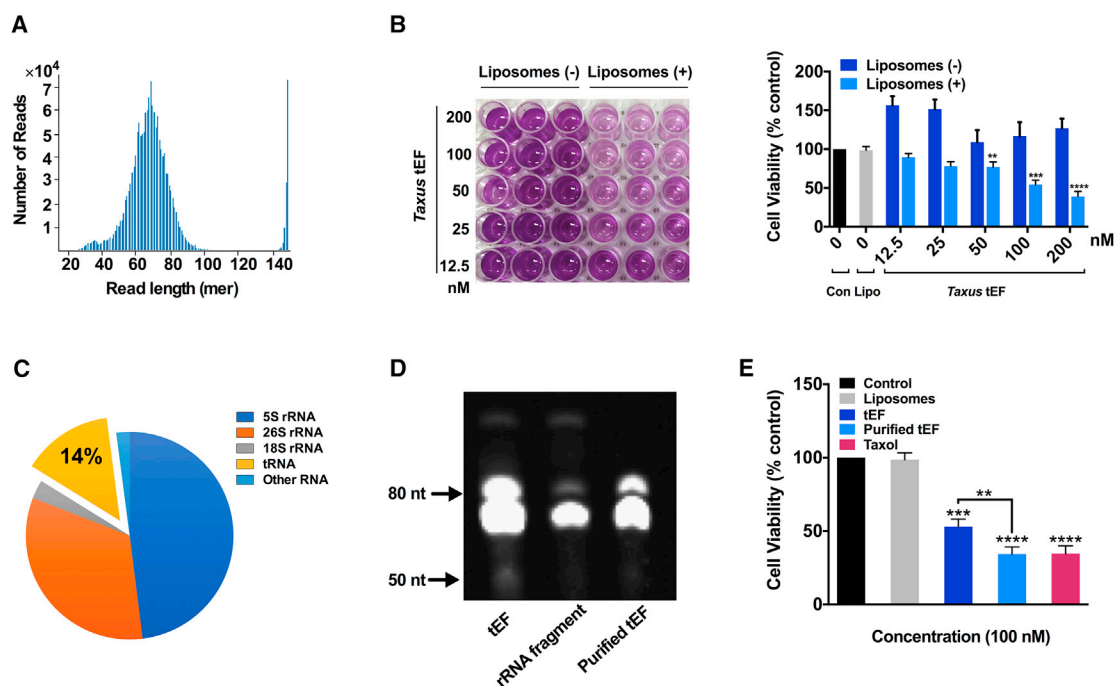 A
×10⁴
Number of Reads
7
6
5
4
3
2
1
20 40 60 80 100 120 140
Read length (mer)
B
Liposomes (-) Liposomes (+)
Taxus tEF
200
100
50
25
12.5
nM
Liposomes (-)
Liposomes (+)
Cell Viability (% control)
200
150
100
50
0
** *** ****
0 0 12.5 25 50 100 200 nM
Con Lipo Taxus tEF
C
14%
5S rRNA
26S rRNA
18S rRNA
tRNA
Other RNA
D
80 nt
50 nt
tEF rRNA fragment Purified tEF
E
Control
Liposomes
tEF
Purified tEF
Taxol
Cell Viability (% control)
150
100
50
0
**
*** **** ****
Concentration (100 nM)